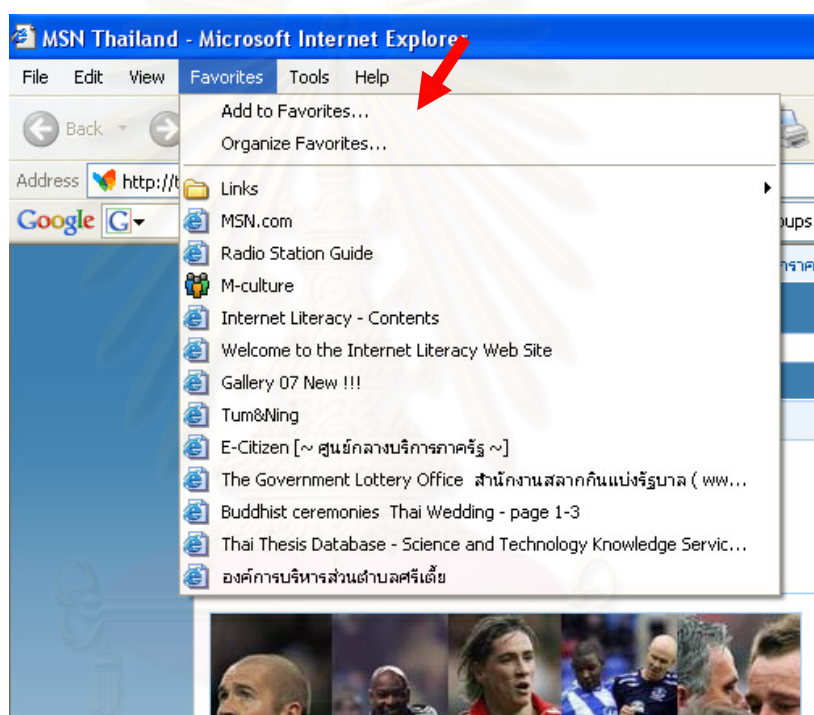 MSN Thailand - Microsoft Internet Explorer
File Edit View Favorites Tools Help
Back
Add to Favorites...
Organize Favorites...
Address http://t
Links
Google G
MSN.com
oups
Radio Station Guide
M-culture
Internet Literacy - Contents
Welcome to the Internet Literacy Web Site
Gallery 07 New !!!
Tum&Ning
E-Citizen [~ ศูนย์กลางบริการภาครัฐ ~]
The Government Lottery Office สำนักงานสลากกินแบ่งรัฐบาล ( ww...
Buddhist ceremonies Thai Wedding - page 1-3
Thai Thesis Database - Science and Technology Knowledge Servic...
องค์การบริหารส่วนตำบลศรีเตี้ย